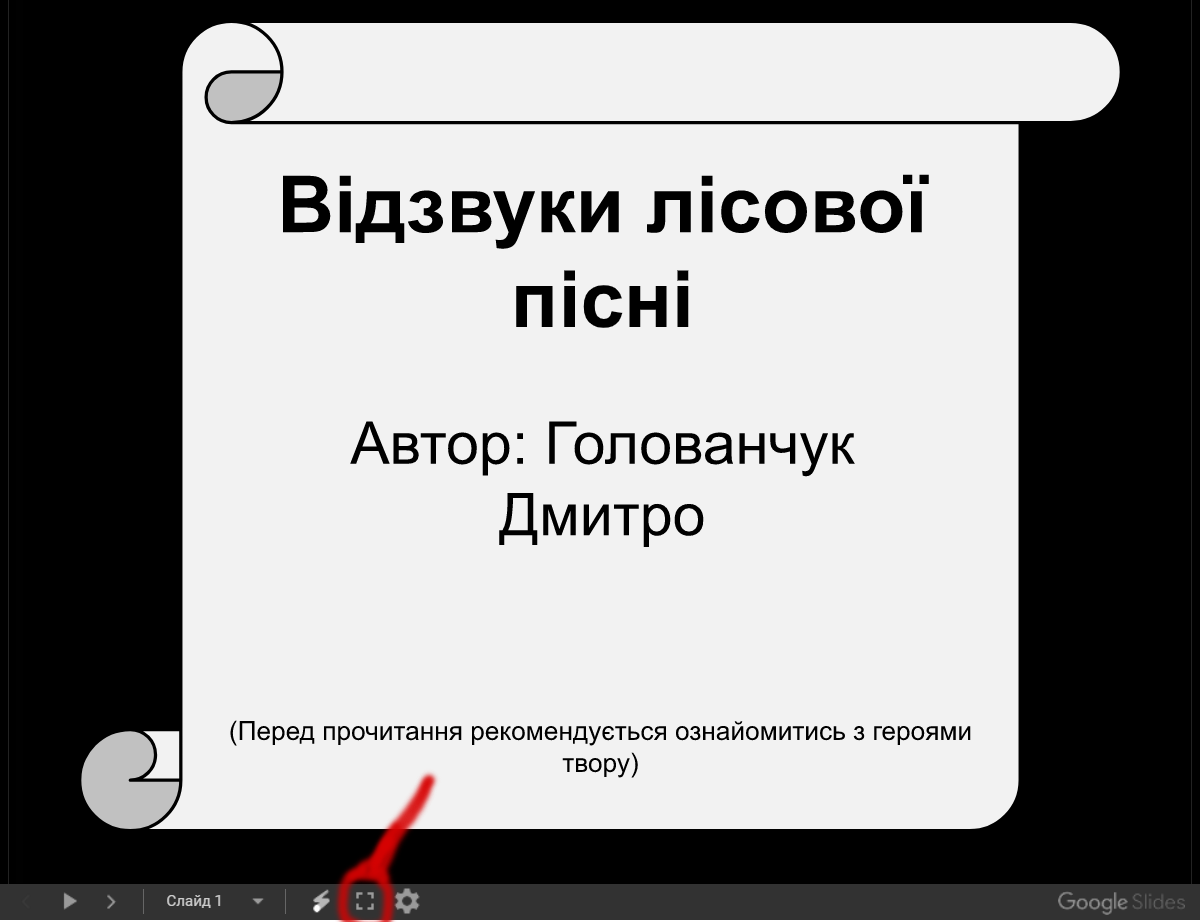 Відзвуки лісової
пісні
Автор: Голованчук
Дмитро
(Перед прочитання рекомендується ознайомитись з героями
твору)
Слайд 1
Google Slides